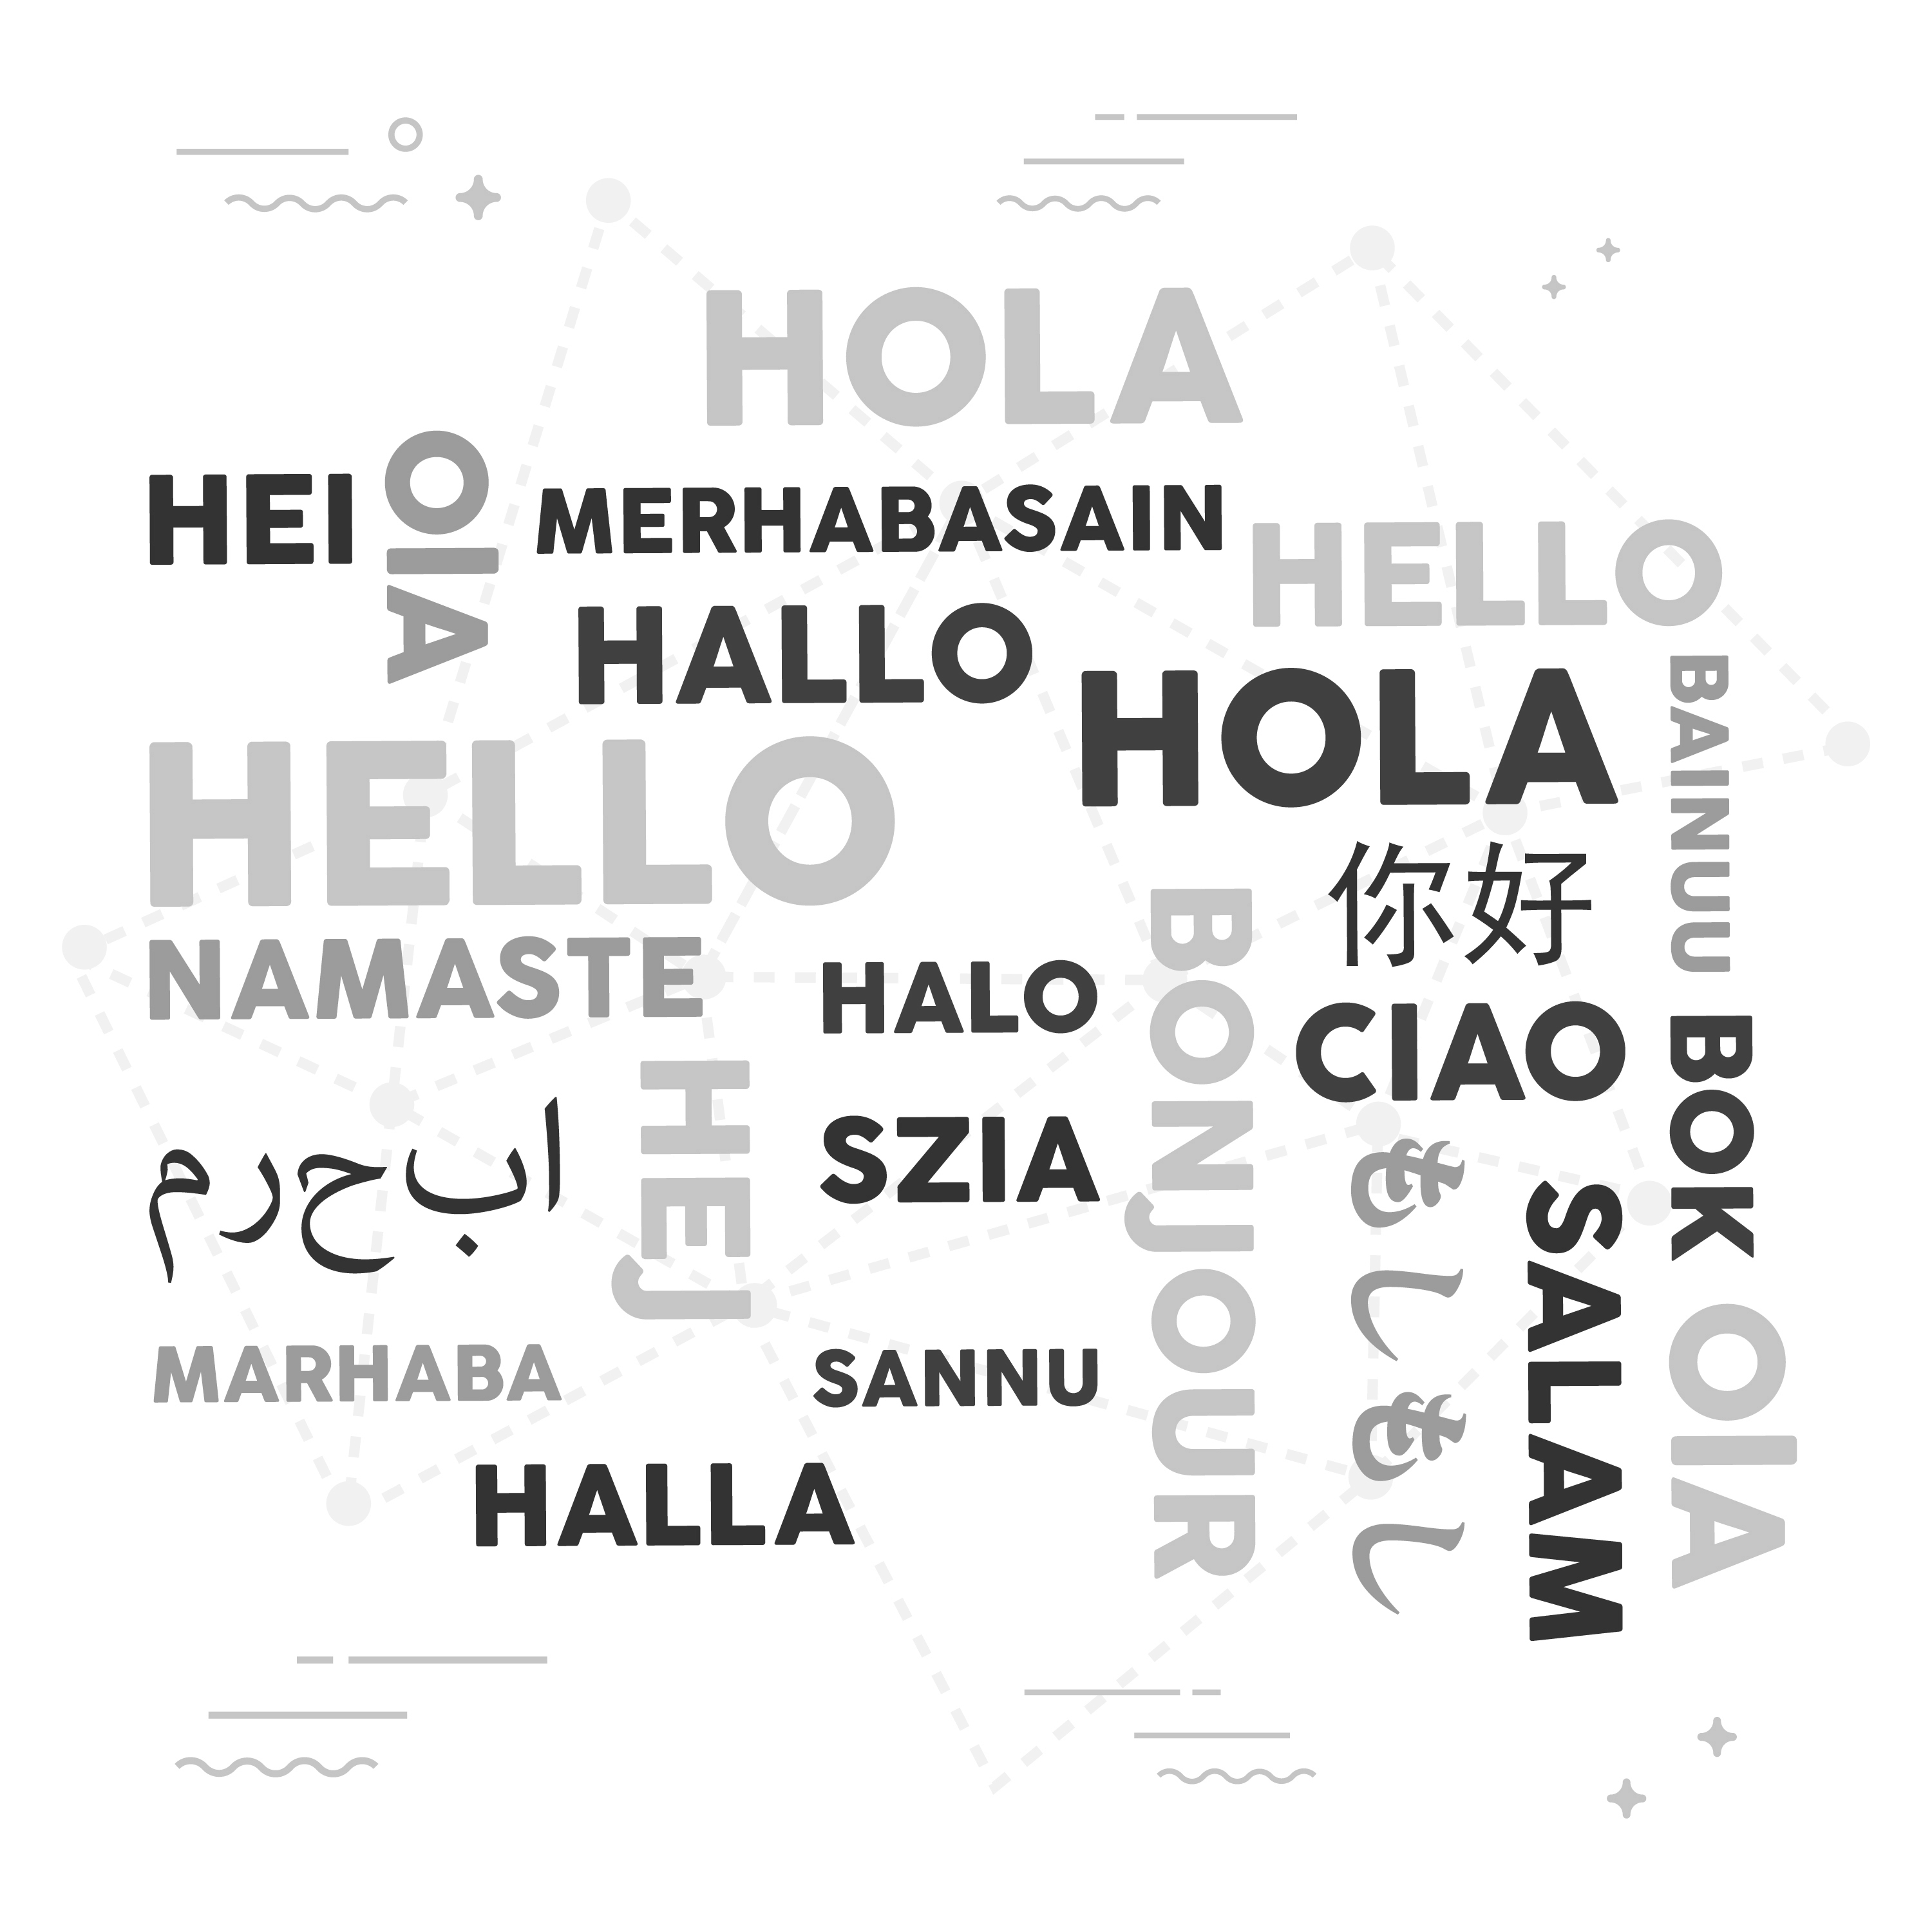 HOLA
HEI
OlA
MERHABASAIN
HELLO
HALLO
HOLA
BAINUU
HELLO
你好
NAMASTE
HALO
BONJOUR
CIAO
BOK
HEJ
ا ب ح ر م
SZIA
もしもし
SALAM
OlA
MARHABA
SANNU
HALLA